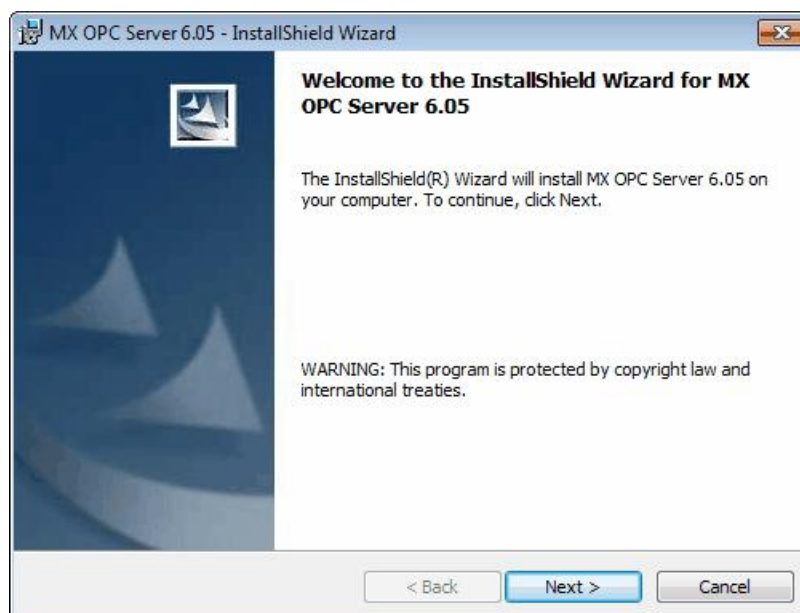 MX OPC Server 6.05 - InstallShield Wizard
Welcome to the InstallShield Wizard for MX
OPC Server 6.05
The InstallShield(R) Wizard will install MX OPC Server 6.05 on
your computer. To continue, click Next.
WARNING: This program is protected by copyright law and
international treaties.
< Back
Next >
Cancel